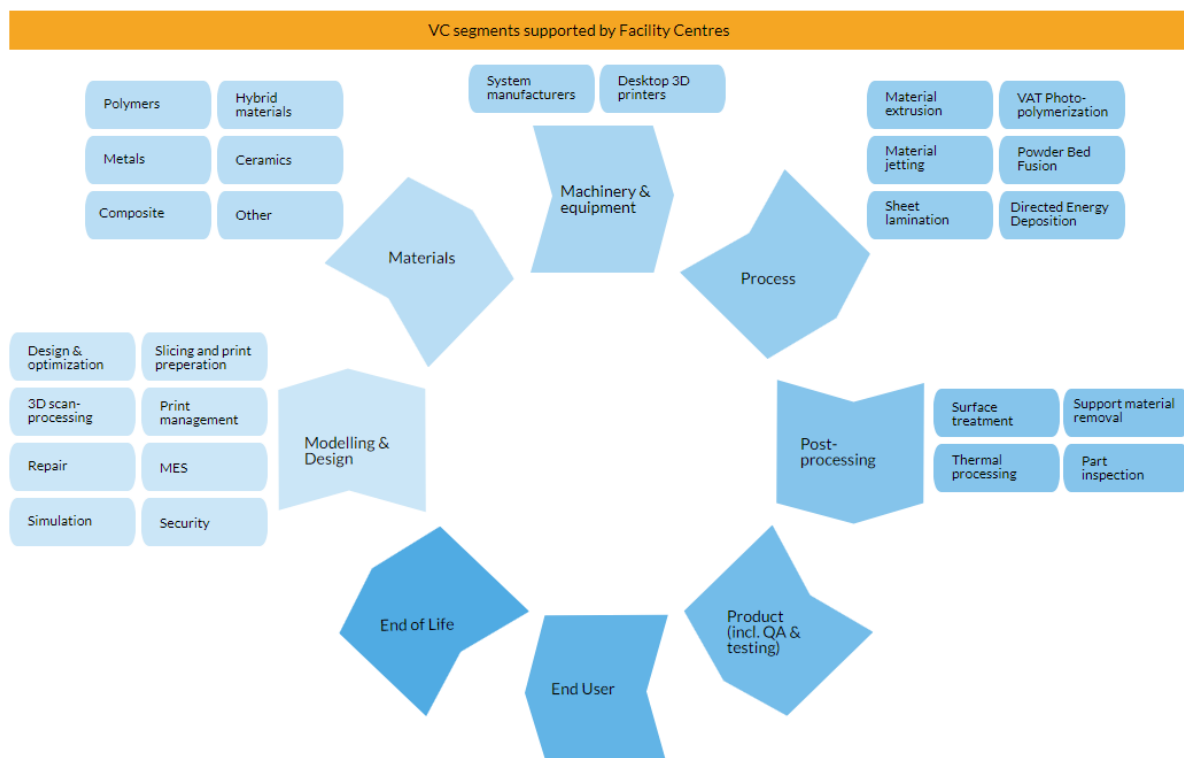 VC segments supported by Facility Centres
System
manufacturers
Desktop 3D
printers
Polymers
Hybrid
materials
Metals
Ceramics
Composite
Other
Material
extrusion
VAT Photo-
polymerization
Material
jetting
Powder Bed
Fusion
Sheet
lamination
Directed Energy
Deposition
Machinery &
equipment
Materials
Process
Design &
optimization
Slicing and print
preperation
3D scan-
processing
Print
management
Repair
MES
Simulation
Security
Modelling &
Design
Post-
processing
Surface
treatment
Support material
removal
Thermal
processing
Part
inspection
End of Life
Product
(incl. QA &
testing)
End User